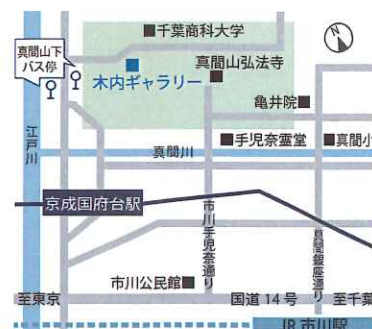 千葉商科大学
N
真間山下
バス停
真間山弘法寺
木内ギャラリー
亀井院
江戸川
手児奈霊堂
真間小
真間川
京成国府台駅
市川手児奈通り
真間銀座通り
市川公民館
至東京
国道14号
至千葉
JR市川駅